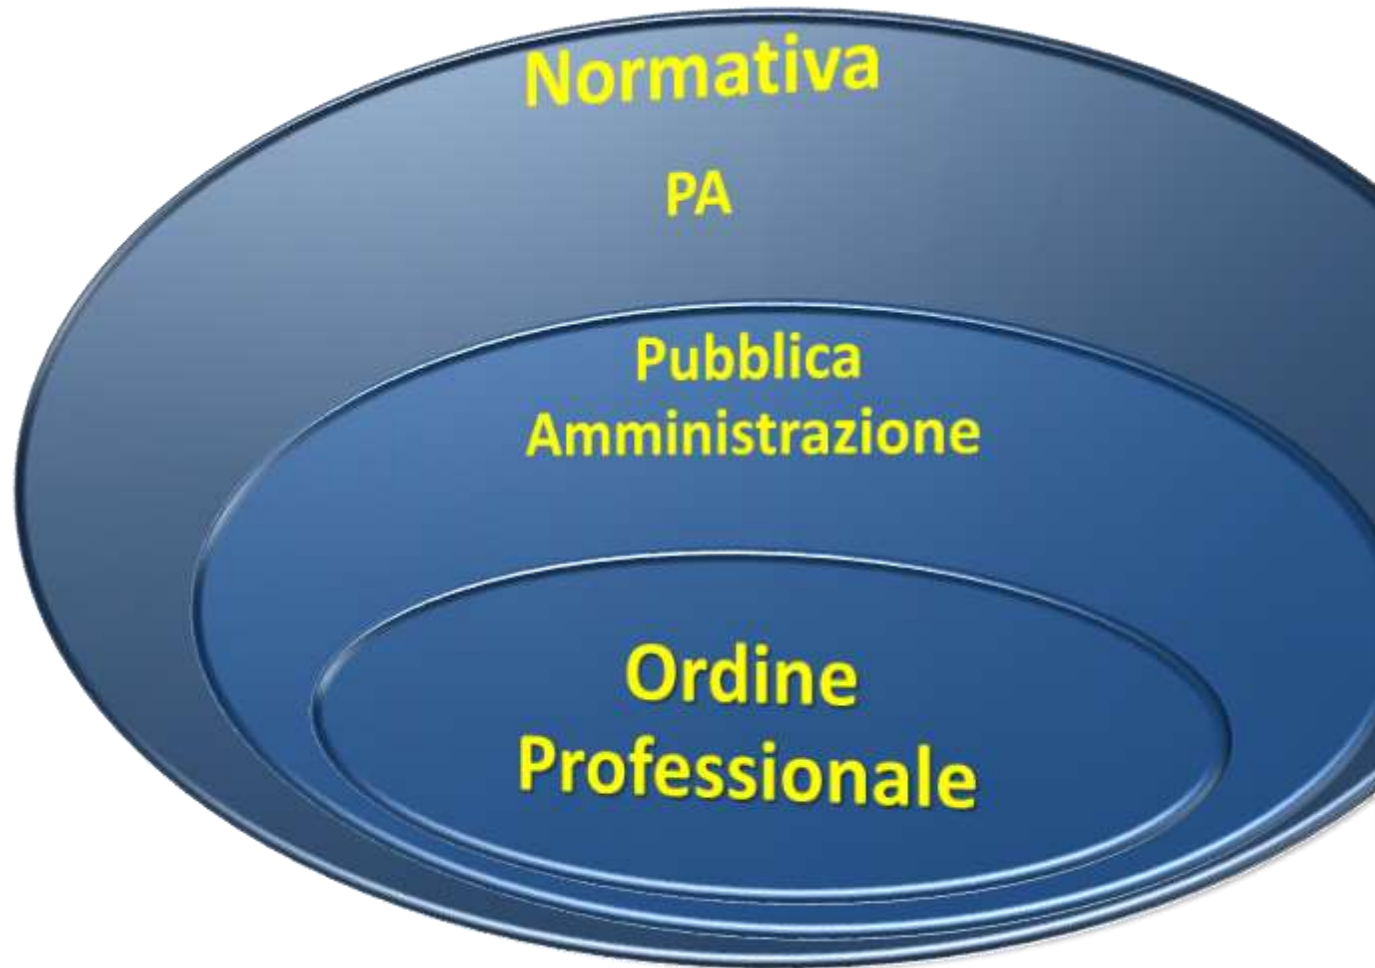 Normativa
PA
Pubblica
Amministrazione
Ordine
Professionale